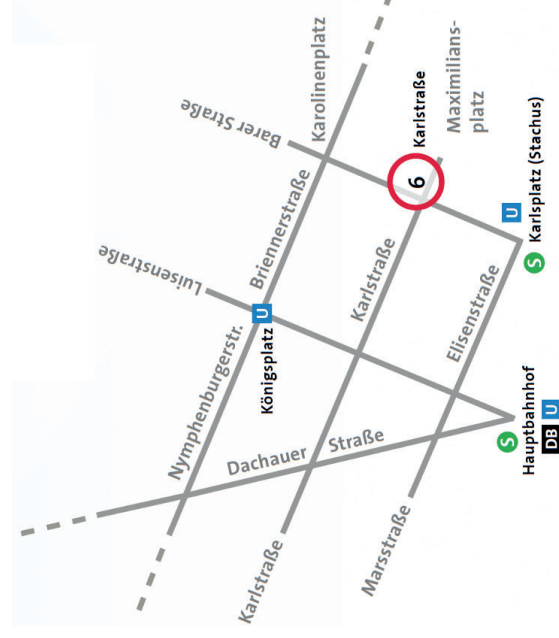 Barer Straße
Karolinenplatz
Luisenstraße
Briennerstraße
6
Karlstraße
Maximilians-
platz
Nymphenburgerstr.
U
Königsplatz
Karlstraße
U
S
Karlsplatz (Stachus)
Elisenstraße
Dachauer Straße
Karlstraße
Marsstraße
S
Hauptbahnhof
DB U